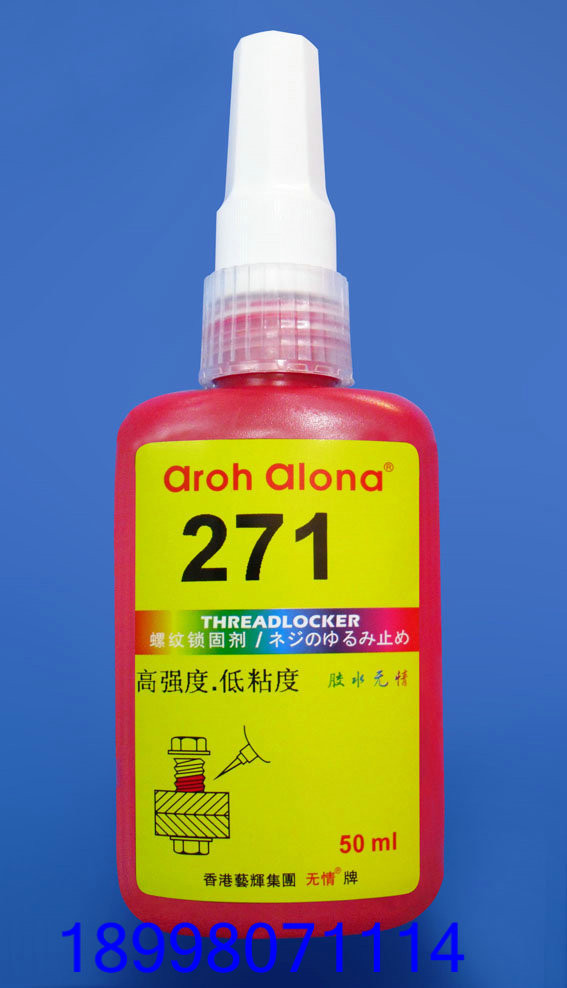 aroh alona®
271
THREADLOCKER
螺纹锁固剂 / ネジのゆるみ止め
高强度.低粘度 胶水无情
50 ml
香港藝輝集團 无情®牌
18998071114